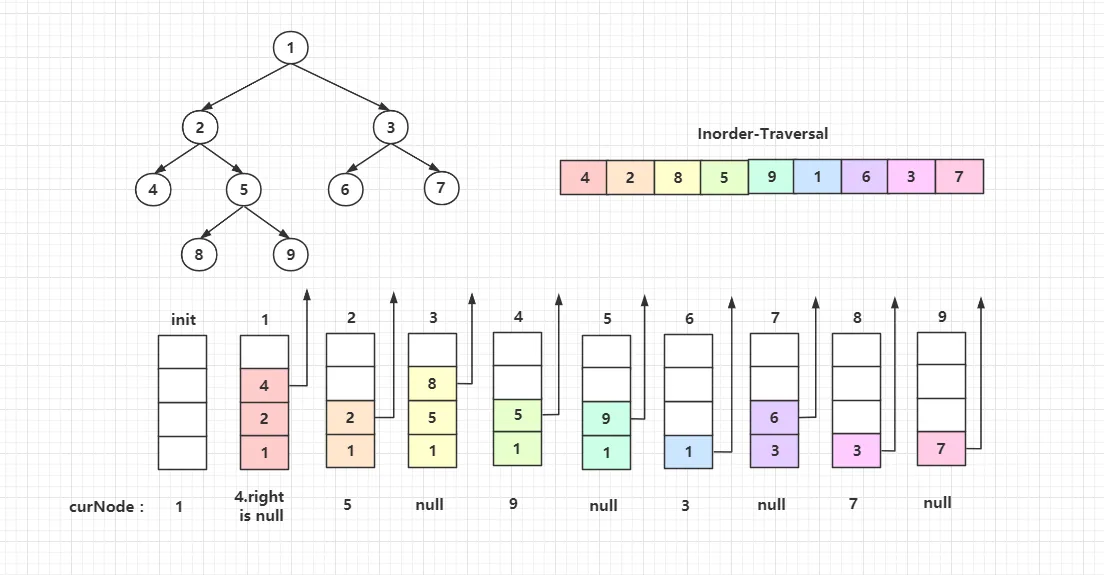 1
2 3
Inorder-Traversal
4 2 8 5 9 1 6 3 7
4 5 6 7
8 9
init 1 2 3 4 5 6 7 8 9
4 8
2 2 5 5 9 6
1 1 1 1 1 1 3 3 7
curNode : 1 4.right is null 5 null 9 null 3 null 7 null